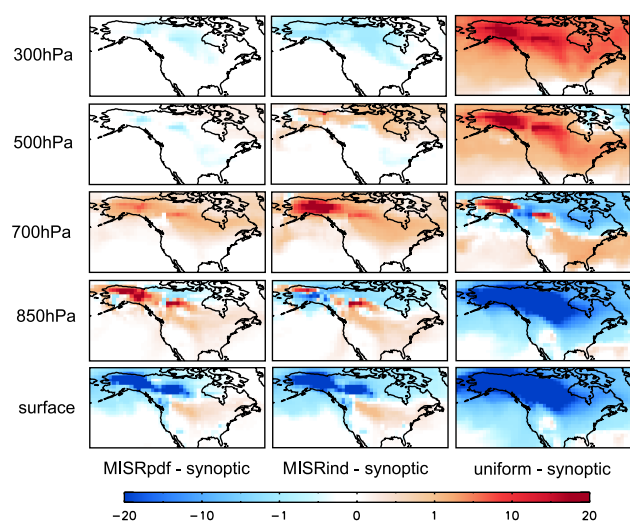 300hPa
500hPa
700hPa
850hPa
surface
MISRpdf - synoptic MISRind - synoptic uniform - synoptic
-20 -10 -1 0 1 10 20